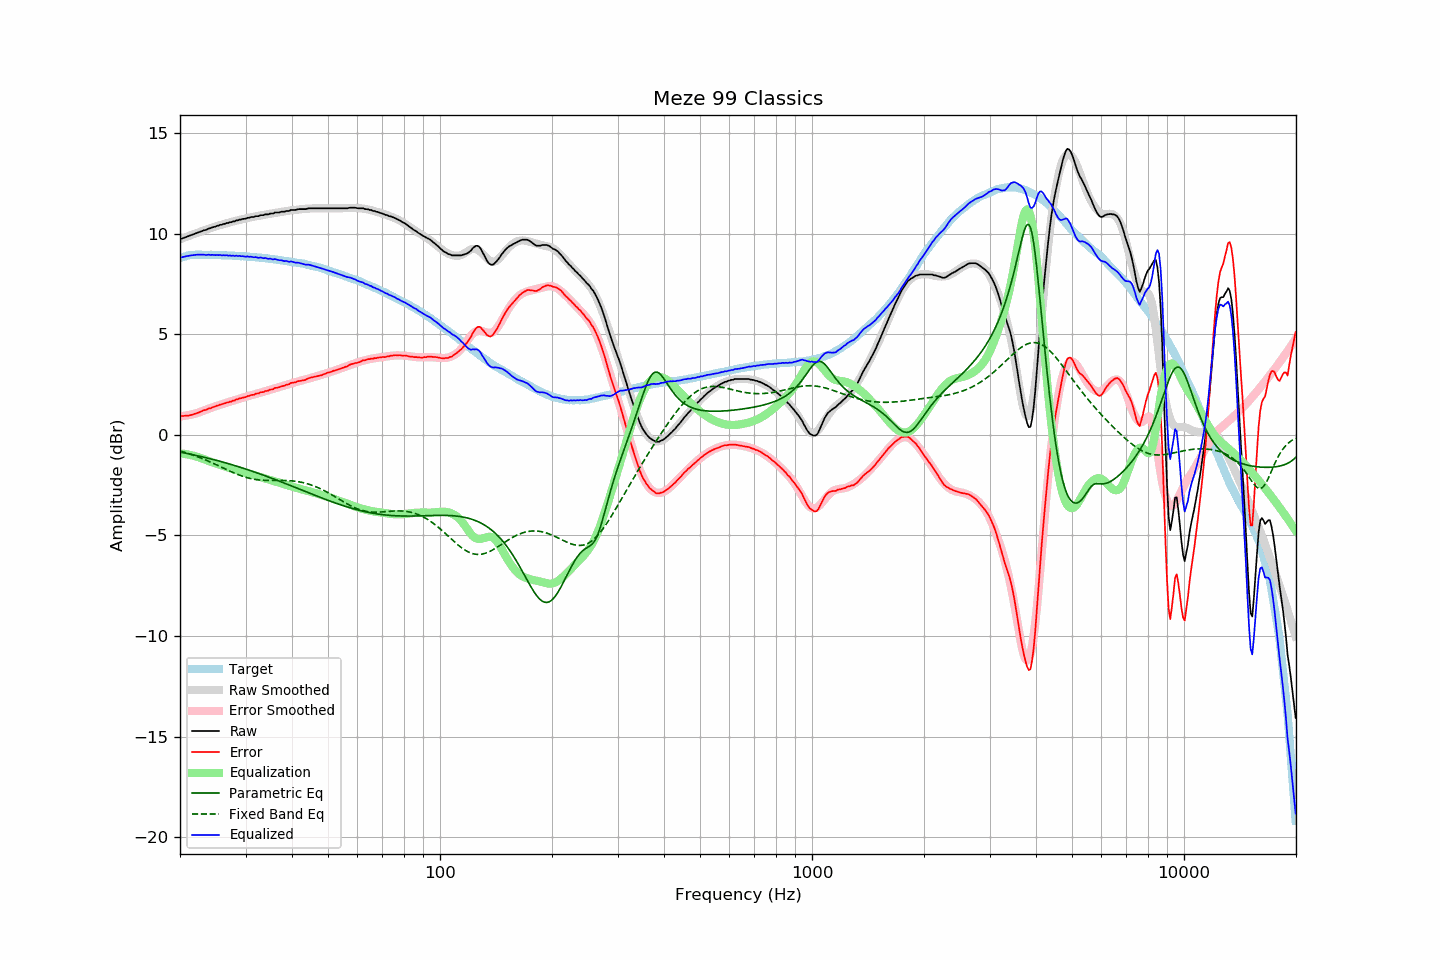 Meze 99 Classics
15
10
5
0
−5
−10
−15
−20
Amplitude (dBr)
100
1000
10000
Frequency (Hz)
Target
Raw Smoothed
Error Smoothed
Raw
Error
Equalization
Parametric Eq
Fixed Band Eq
Equalized